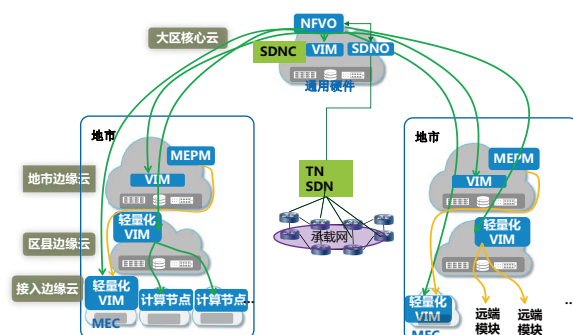 NFVO
大区核心云
SDNC
VIM
SDNO
通用硬件
地市
MEPM
地市边缘云
VIM
轻量化
VIM
区县边缘云
接入边缘云
轻量化
VIM
MEC
计算节点
计算节点
...
TN
SDN
承载网
地市
MEPM
VIM
轻量化
VIM
轻量化
VIM
MEC
远端
模块
远端
模块
...